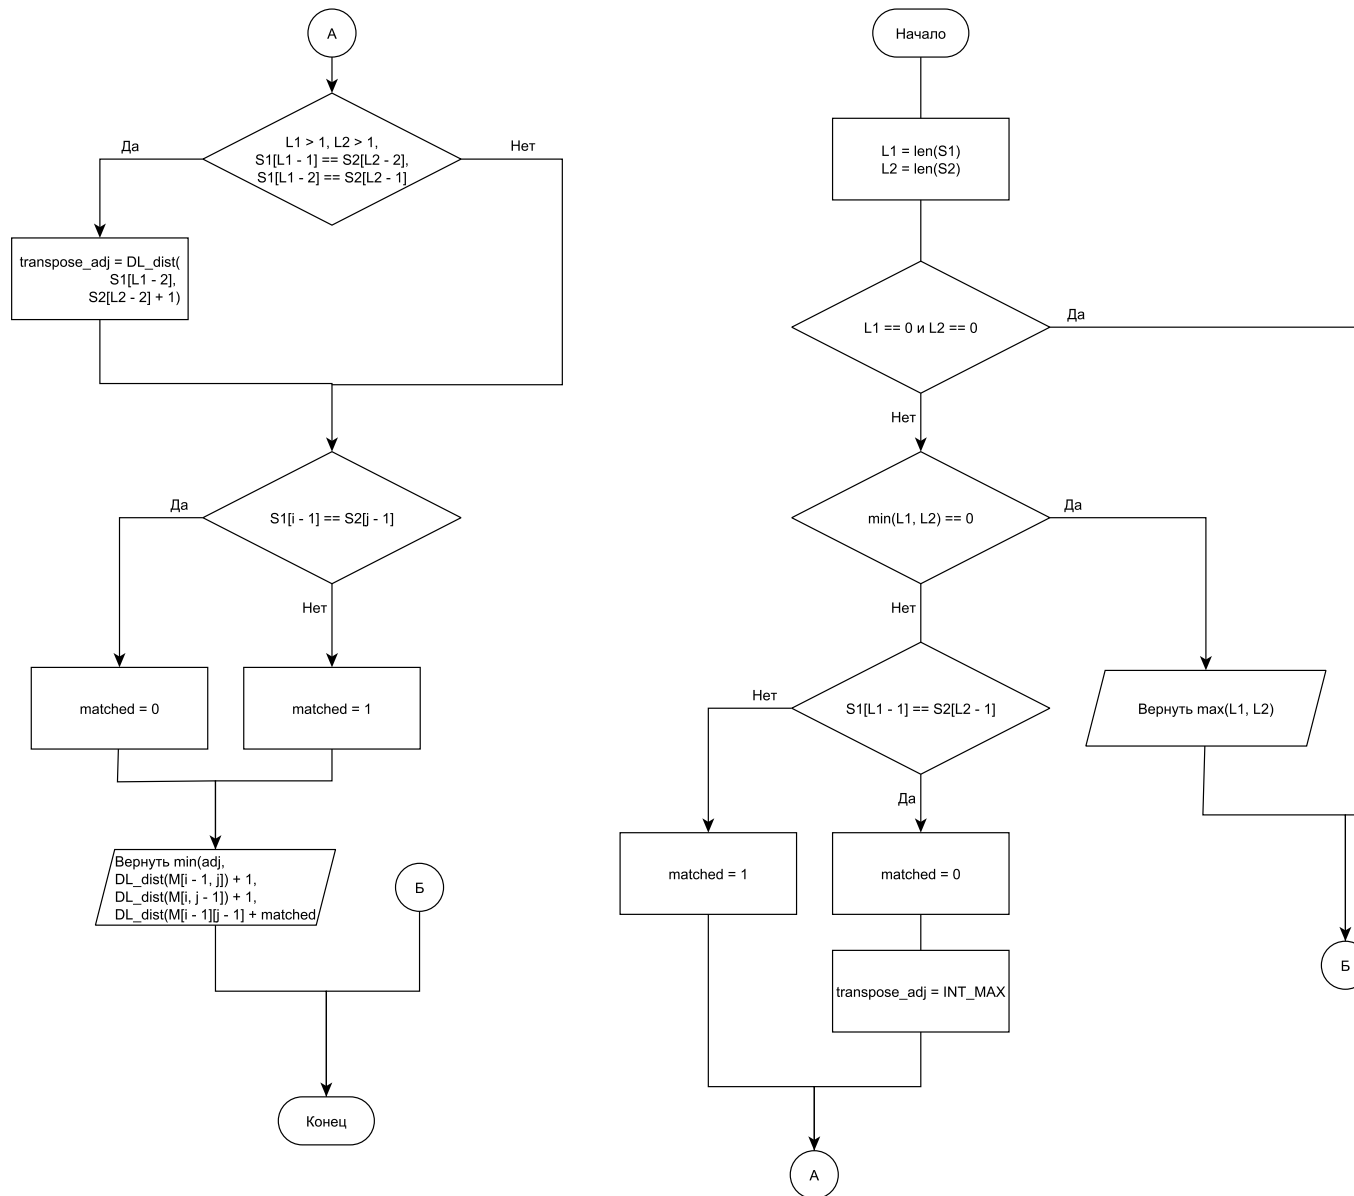 А
L1 > 1, L2 > 1,
S1[L1 - 1] == S2[L2 - 2],
S1[L1 - 2] == S2[L2 - 1]
Да
Нет
transpose_adj = DL_dist(
S1[L1 - 2],
S2[L2 - 2] + 1)
S1[i - 1] == S2[j - 1]
Да
Нет
matched = 0
matched = 1
Вернуть min(adj,
DL_dist(M[i - 1, j]) + 1,
DL_dist(M[i, j - 1]) + 1,
DL_dist(M[i - 1][j - 1] + matched
Б
Конец
Начало
L1 = len(S1)
L2 = len(S2)
L1 == 0 и L2 == 0
Да
Нет
min(L1, L2) == 0
Да
Нет
S1[L1 - 1] == S2[L2 - 1]
Нет
Да
Вернуть max(L1, L2)
matched = 1
matched = 0
transpose_adj = INT_MAX
Б
А